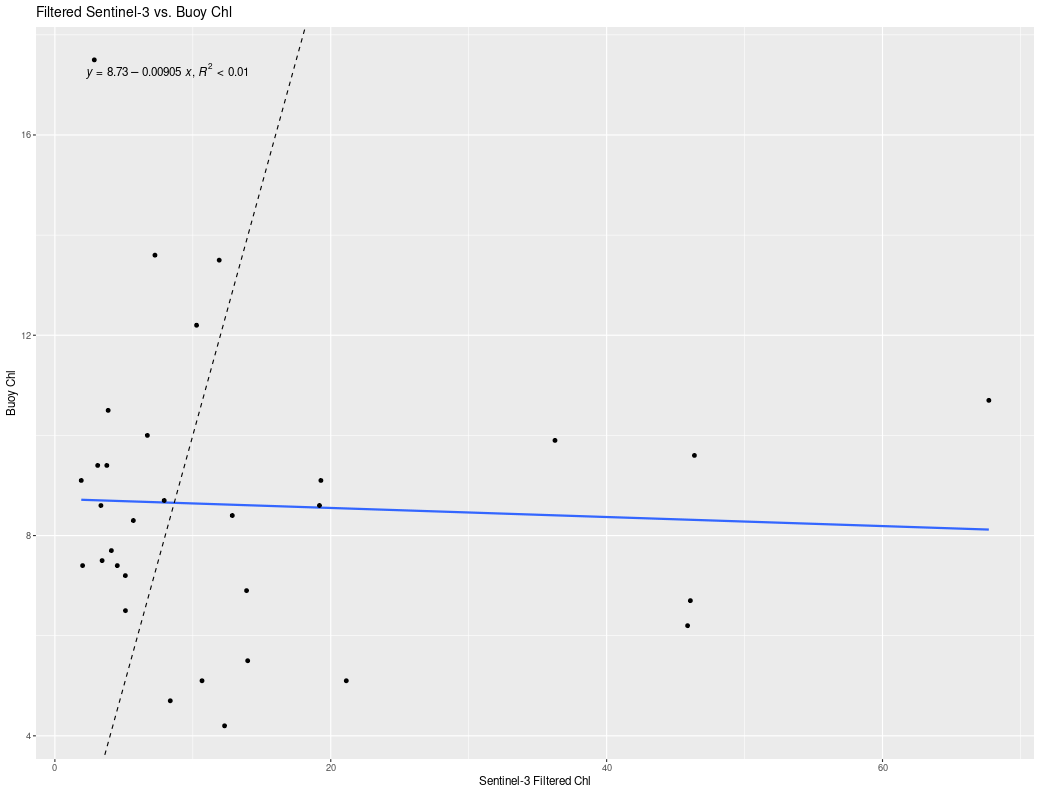 Filtered Sentinel-3 vs. Buoy Chl
y = 8.73 – 0.00905 x, R² < 0.01
16
12
8
4
Buoy Chl
0 20 40 60
Sentinel-3 Filtered Chl